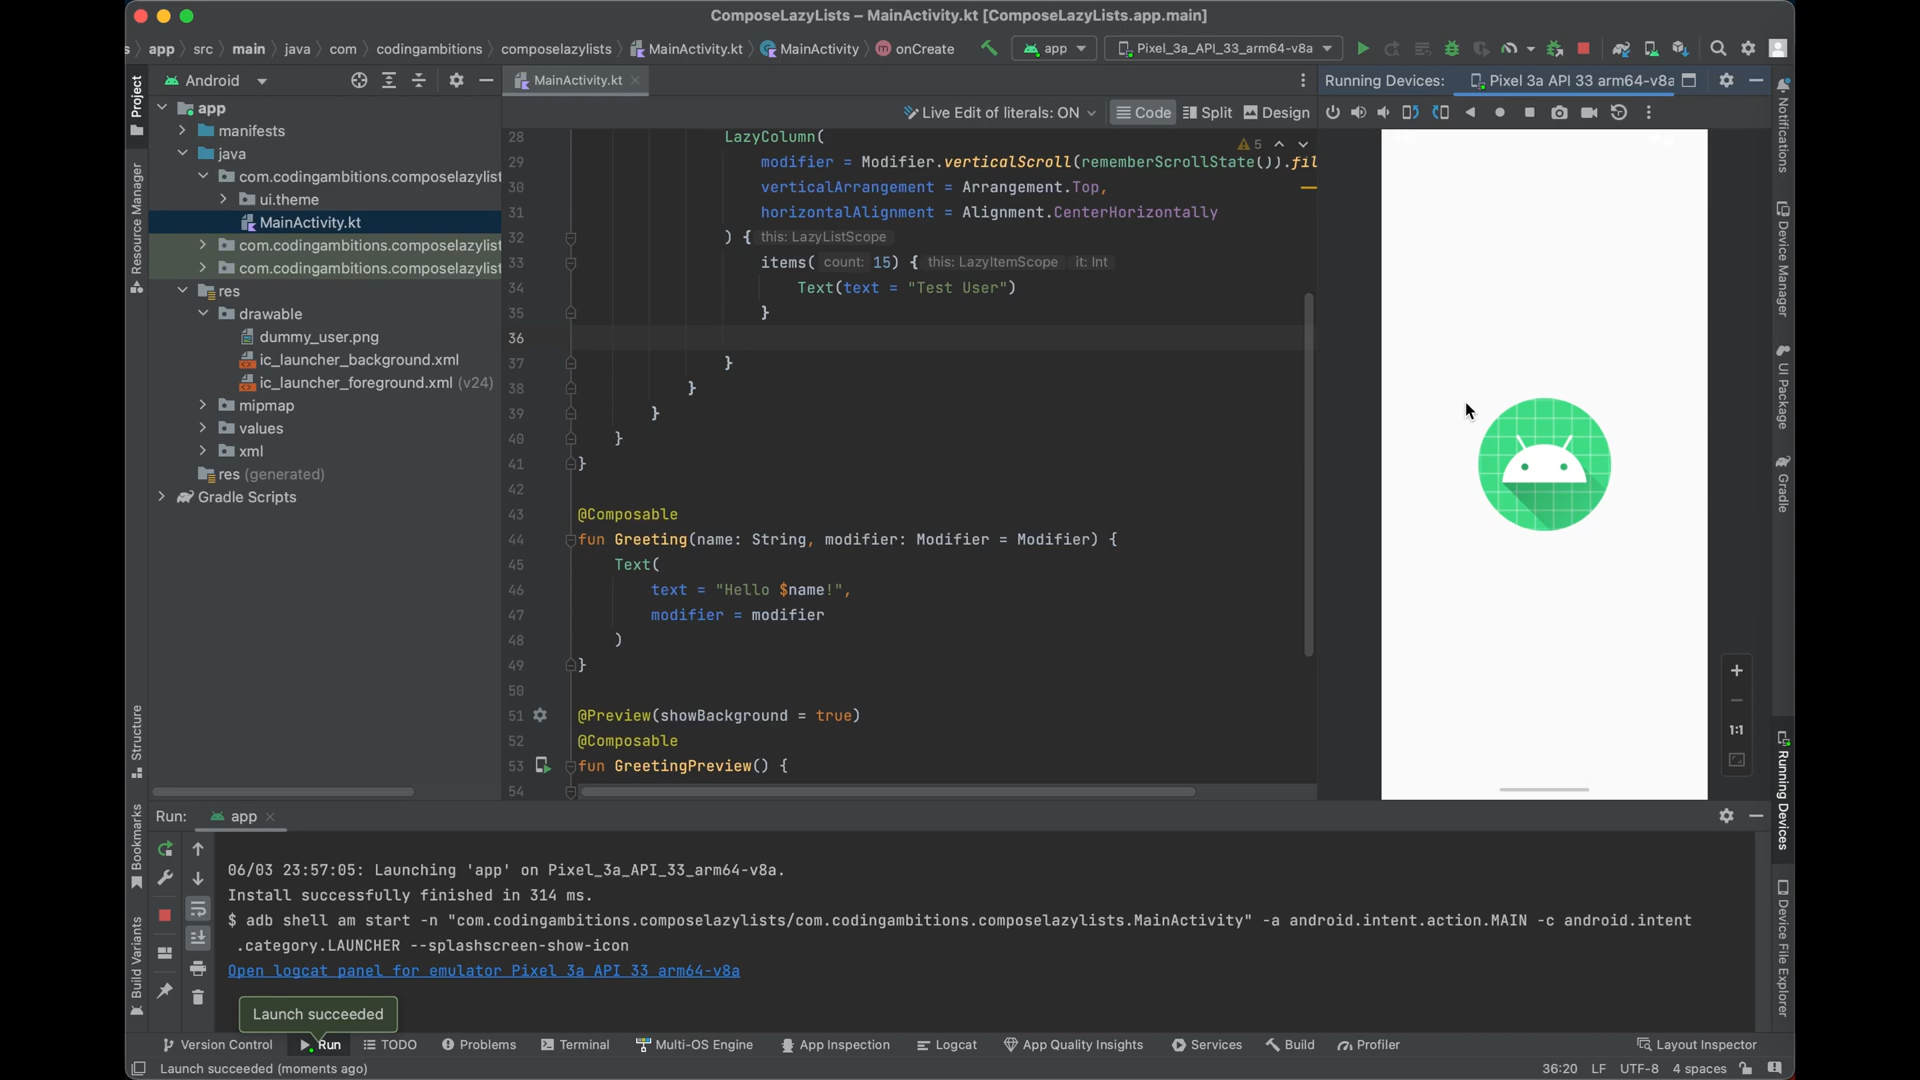 ComposeLazyLists – MainActivity.kt [ComposeLazyLists.app.main]
s app src main java com codingambitions composelazylists MainActivity.kt MainActivity onCreate app Pixel_3a_API_33_arm64-v8a
Project
Android
MainActivity.kt
Running Devices: Pixel 3a API 33 arm64-v8a
Live Edit of literals: ON Code Split Design
app
manifests
java
com.codingambitions.composelazylist
ui.theme
MainActivity.kt
com.codingambitions.composelazylist
com.codingambitions.composelazylist
res
drawable
dummy_user.png
ic_launcher_background.xml
ic_launcher_foreground.xml (v24)
mipmap
values
xml
res (generated)
Gradle Scripts
28 LazyColumn(
5
29 modifier = Modifier.verticalScroll(rememberScrollState()).fil
30 verticalArrangement = Arrangement.Top,
31 horizontalAlignment = Alignment.CenterHorizontally
32 ) { this: LazyListScope
33 items( count: 15) { this: LazyItemScope it: Int
34 Text(text = "Test User")
35 }
36
37 }
38 }
39 }
40 }
41 }
42
43 @Composable
44 fun Greeting(name: String, modifier: Modifier = Modifier) {
45 Text(
46 text = "Hello $name!",
47 modifier = modifier
48 )
49 }
50
51 @Preview(showBackground = true)
52 @Composable
53 fun GreetingPreview() {
54
1:1
Resource Manager
Structure
Bookmarks
Build Variants
Notifications
Device Manager
UI Package
Gradle
Running Devices
Device File Explorer
Run: app
06/03 23:57:05: Launching 'app' on Pixel_3a_API_33_arm64-v8a.
Install successfully finished in 314 ms.
$ adb shell am start -n "com.codingambitions.composelazylists/com.codingambitions.composelazylists.MainActivity" -a android.intent.action.MAIN -c android.intent
.category.LAUNCHER --splashscreen-show-icon
Open logcat panel for emulator Pixel 3a API 33 arm64-v8a
Launch succeeded
Version Control Run TODO Problems Terminal Multi-OS Engine App Inspection Logcat App Quality Insights Services Build Profiler Layout Inspector
Launch succeeded (moments ago) 36:20 LF UTF-8 4 spaces